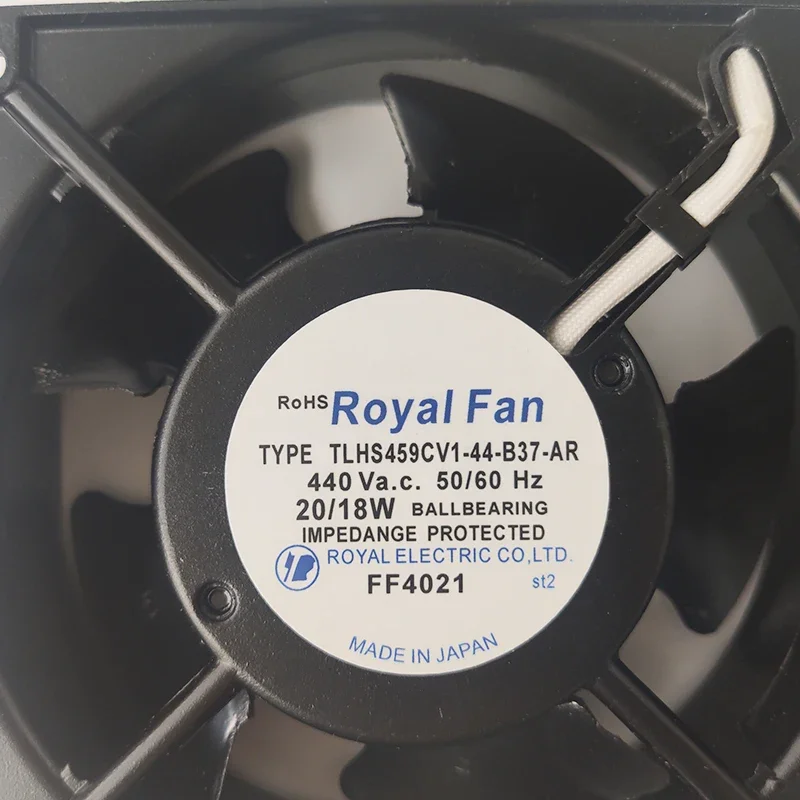 RoHS Royal Fan
TYPE TLHS459CV1-44-B37-AR
440 Va.c. 50/60 Hz
20/18W BALLBEARING
IMPEDANGE PROTECTED
ROYAL ELECTRIC CO,LTD.
FF4021 st2
MADE IN JAPAN